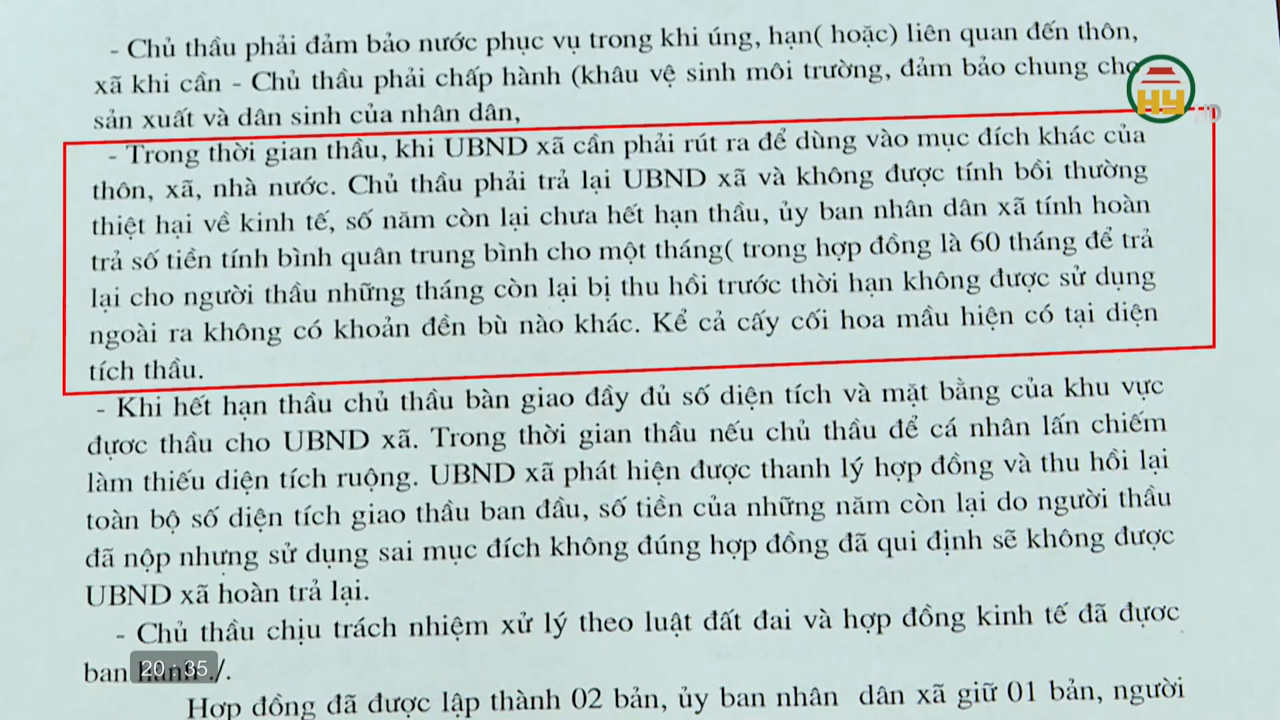 - Chủ thầu phải đảm bảo nước phục vụ trong khi úng, hạn( hoặc) liên quan đến thôn,
xã khi cần - Chủ thầu phải chấp hành (khâu vệ sinh môi trường, đảm bảo chung cho
sản xuất và dân sinh của nhân dân,
HY
HD
- Trong thời gian thầu, khi UBND xã cần phải rút ra để dùng vào mục đích khác của
thôn, xã, nhà nước. Chủ thầu phải trả lại UBND xã và không được tính bồi thường
thiệt hại về kinh tế, số năm còn lại chưa hết hạn thầu, ủy ban nhân dân xã tính hoàn
trả số tiền tính bình quân trung bình cho một tháng( trong hợp đồng là 60 tháng để trả
lại cho người thầu những tháng còn lại bị thu hồi trước thời hạn không được sử dụng
ngoài ra không có khoản đền bù nào khác. Kể cả cấy cối hoa mầu hiện có tại diện
tích thầu.
- Khi hết hạn thầu chủ thầu bàn giao đầy đủ số diện tích và mặt bằng của khu vực
được thầu cho UBND xã. Trong thời gian thầu nếu chủ thầu để cá nhân lấn chiếm
làm thiếu diện tích ruộng. UBND xã phát hiện được thanh lý hợp đồng và thu hồi lại
toàn bộ số diện tích giao thầu ban đầu, số tiền của những năm còn lại do người thầu
đã nộp nhưng sử dụng sai mục đích không đúng hợp đồng đã qui định sẽ không được
UBND xã hoàn trả lại.
- Chủ thầu chịu trách nhiệm xử lý theo luật đất đai và hợp đồng kinh tế đã được
ban ./.
20 : 35
Hợp đồng đã được lập thành 02 bản, ủy ban nhân dân xã giữ 01 bản, người